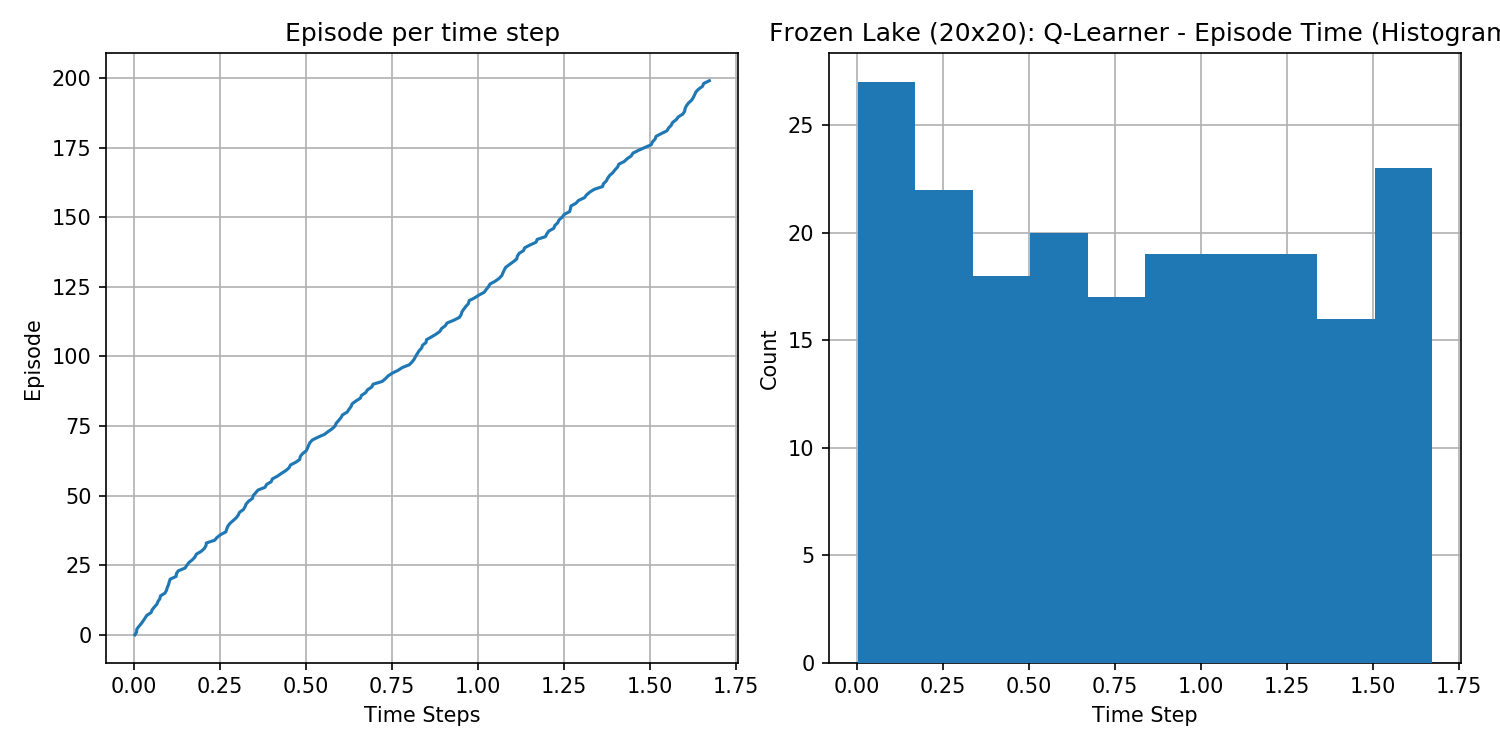 Episode per time step
Episode
200
175
150
125
100
75
50
25
0
0.00 0.25 0.50 0.75 1.00 1.25 1.50 1.75
Time Steps
Frozen Lake (20x20): Q-Learner - Episode Time (Histogram
Count
25
20
15
10
5
0
0.00 0.25 0.50 0.75 1.00 1.25 1.50 1.75
Time Step